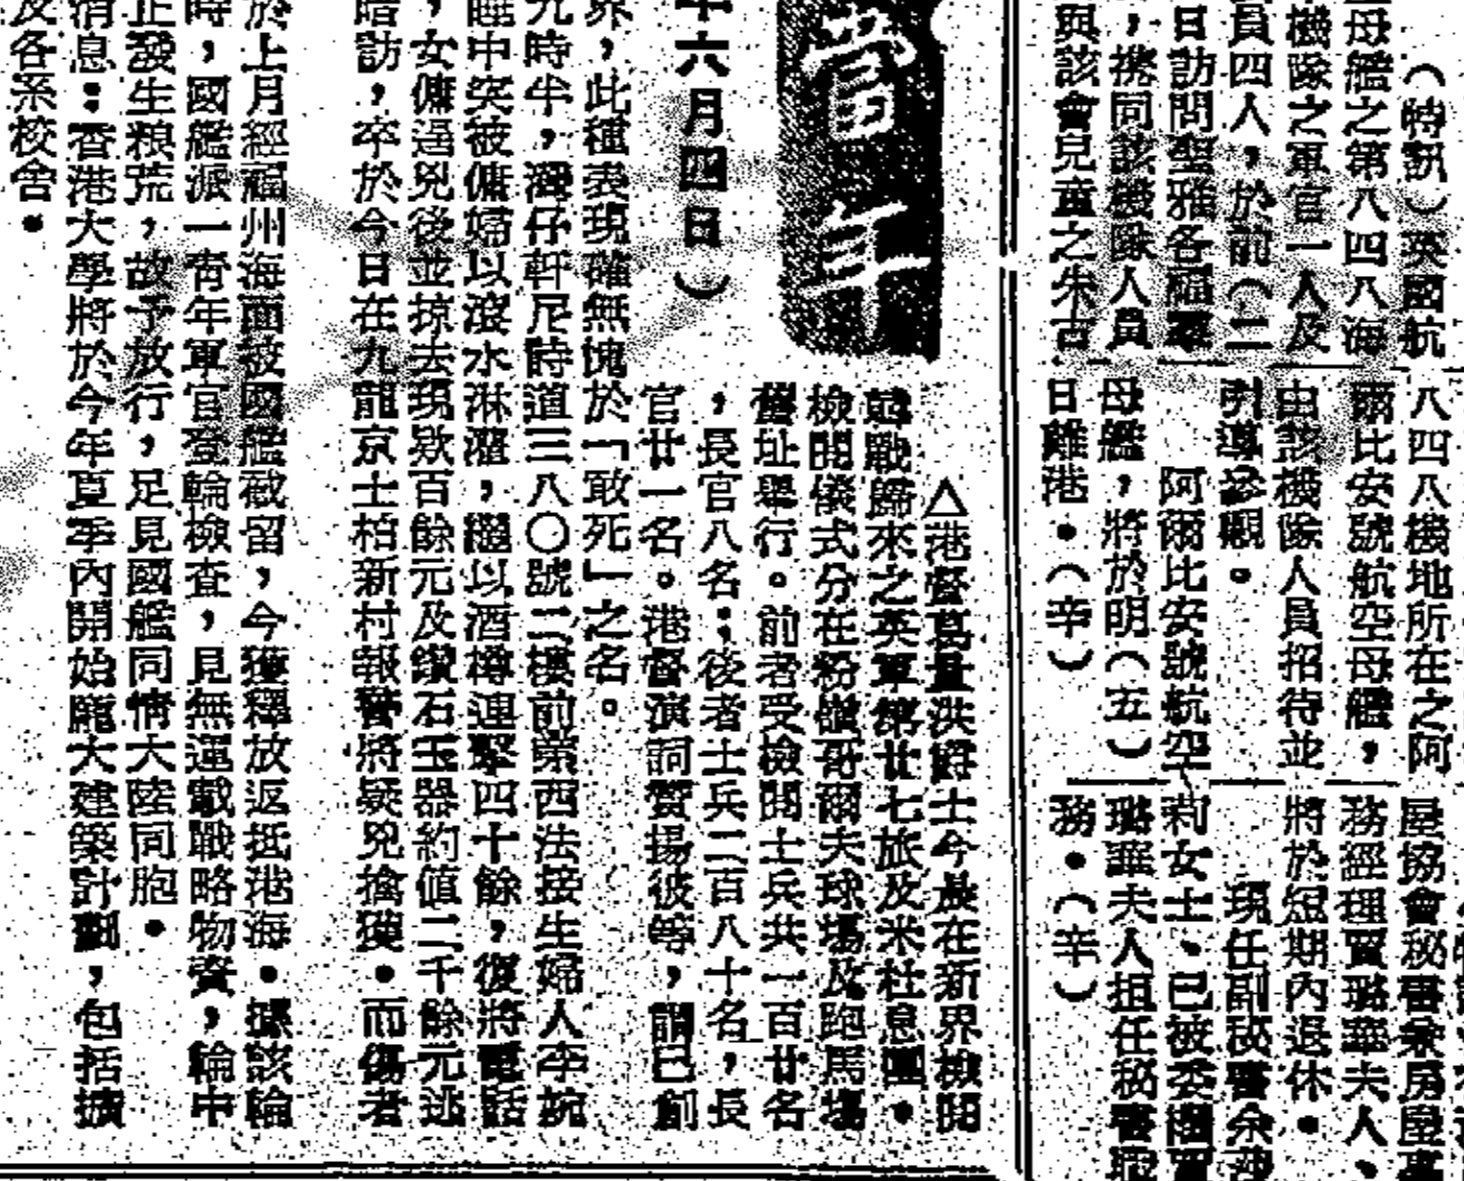 （特訊）英國航
母艦之第八四八海
機隊之軍官一人及
員四人，於前（二
日訪問聖雅各福羣
，携同該機隊人員
與該會兒童之朱古
八四八機地所在之阿
爾比安號航空母艦，
由該機隊人員招待並
引導參觀。
阿爾比安號航空
母艦，將於明（五）
日離港．（辛）
屋協會秘書兼房屋事
務經理賈璐華夫人、
將於短期內退休．
現任副秘書余
莉女士、已被委繼賈
璐華夫人担任秘書職
務．（辛）
當年
年六月四日）
△港督葛量洪爵士今晨在新界檢閱
韓戰歸來之英軍第廿七旅及米杜息團．
檢閱儀式分在粉嶺哥爾夫球場及跑馬場
舊址舉行。前者受檢閱士兵共一百廿名
，長官八名；後者士兵二百八十名，長
官廿一名。港督演詞贊揚彼等，謂已創
界，此種表現確無愧於「敢死」之名。
九時半，灣仔軒尼詩道三八〇號二樓前崇西法接生婦人李婉
睡中突被傭婦以滾水淋灌，繼以酒樽連擊四十餘，復將電話
，女傭逞兇後並掠去現欵百餘元及鑽石玉器約值二千餘元逃
踣訪，卒於今日在九龍京士柏新村報警將疑兇擒獲．而傷者
於上月經福州海面被國艦截留，今獲釋放返抵港海．據該輪
時，國艦派一青年軍官登輪檢查，見無運載戰略物資，輪中
正發生粮荒，故予放行，足見國艦同情大陸同胞．
消息：香港大學將於今年夏季內開始龐大建築計劃，包括擴
及各系校舍．